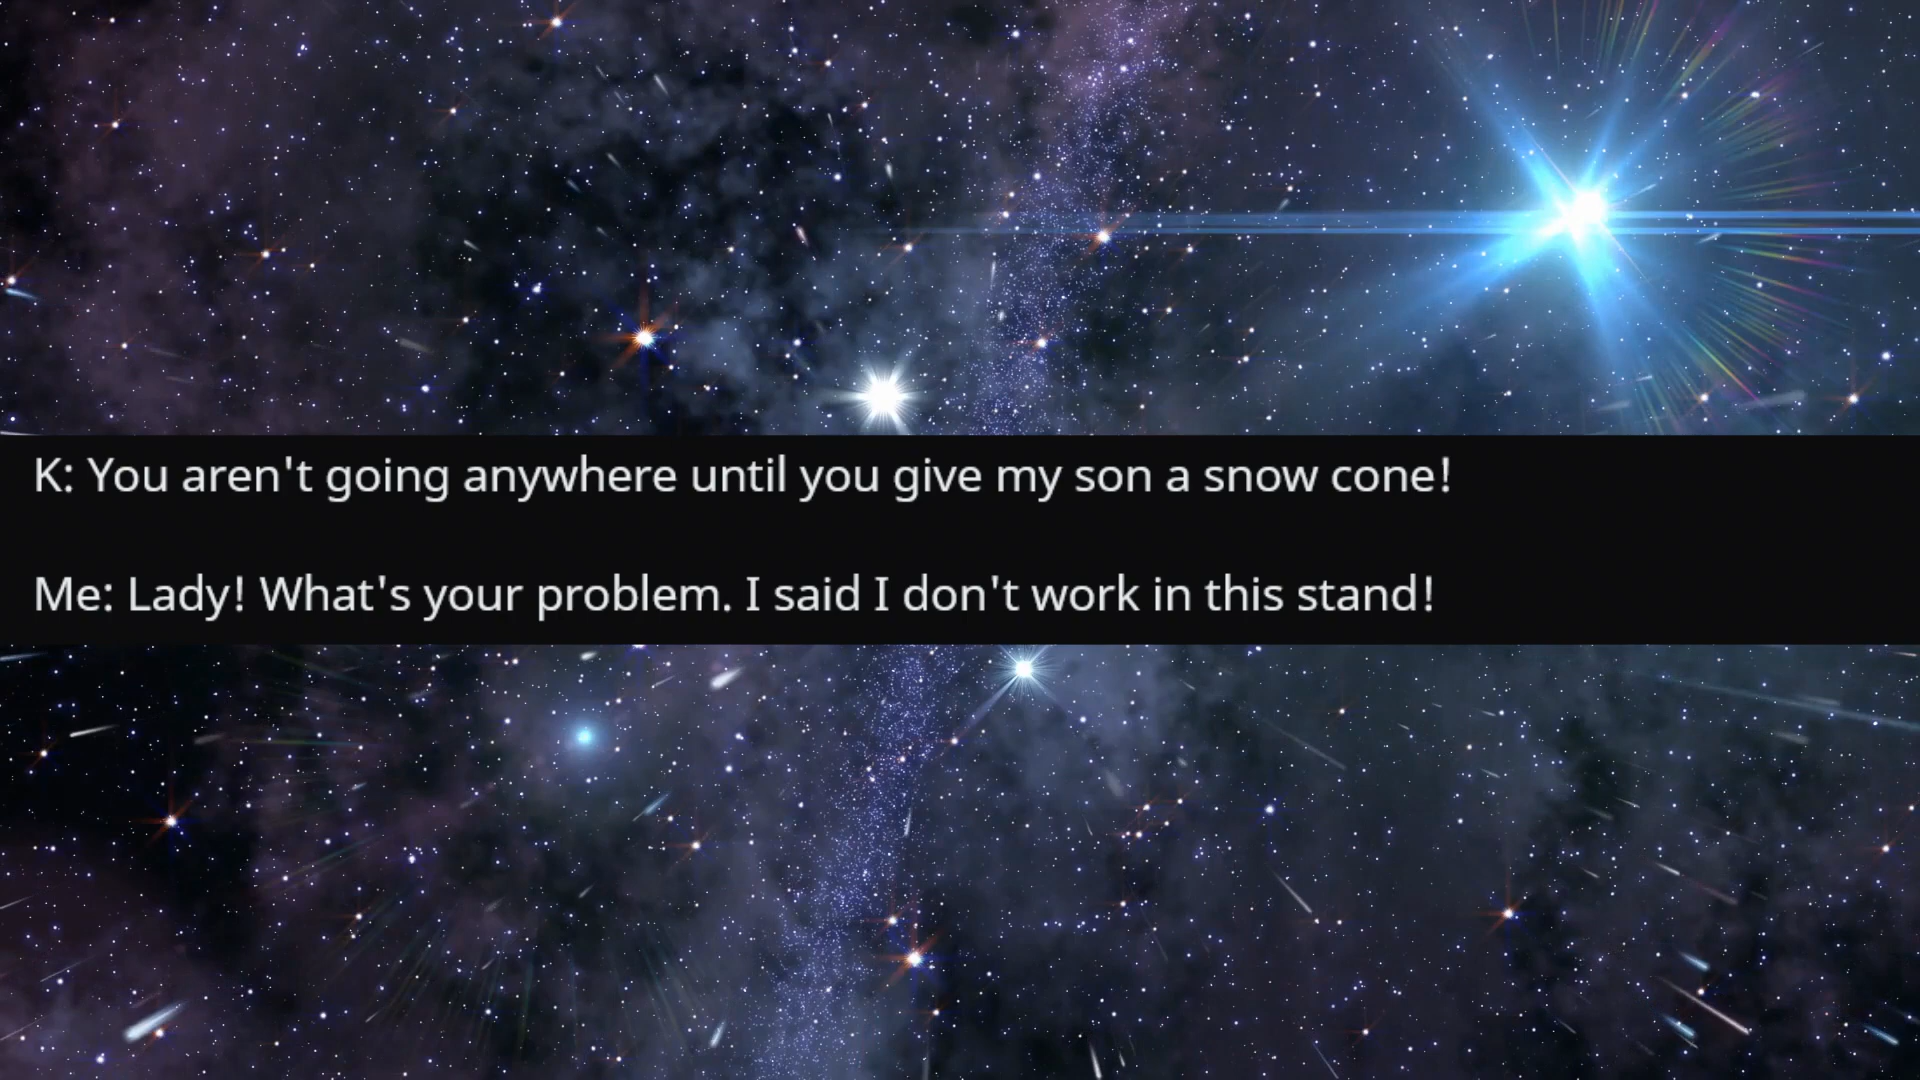 K: You aren't going anywhere until you give my son a snow cone!
Me: Lady! What's your problem. I said I don't work in this stand!